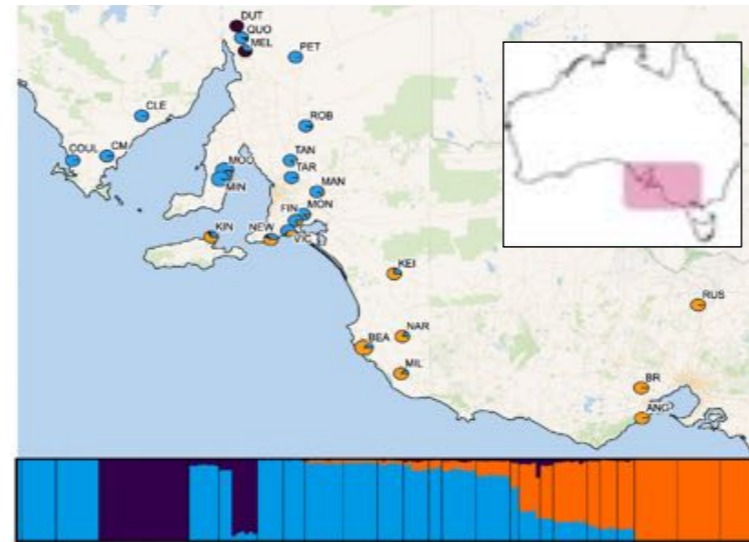 DUT
QUO
MEL
PET
CLE
ROB
COUL
CM
TAN
MOO
TAR
MIN
MAN
FIN
MON
KIN
NEW
VIC
KEI
RUS
NAR
BEA
MIL
BR
ANG